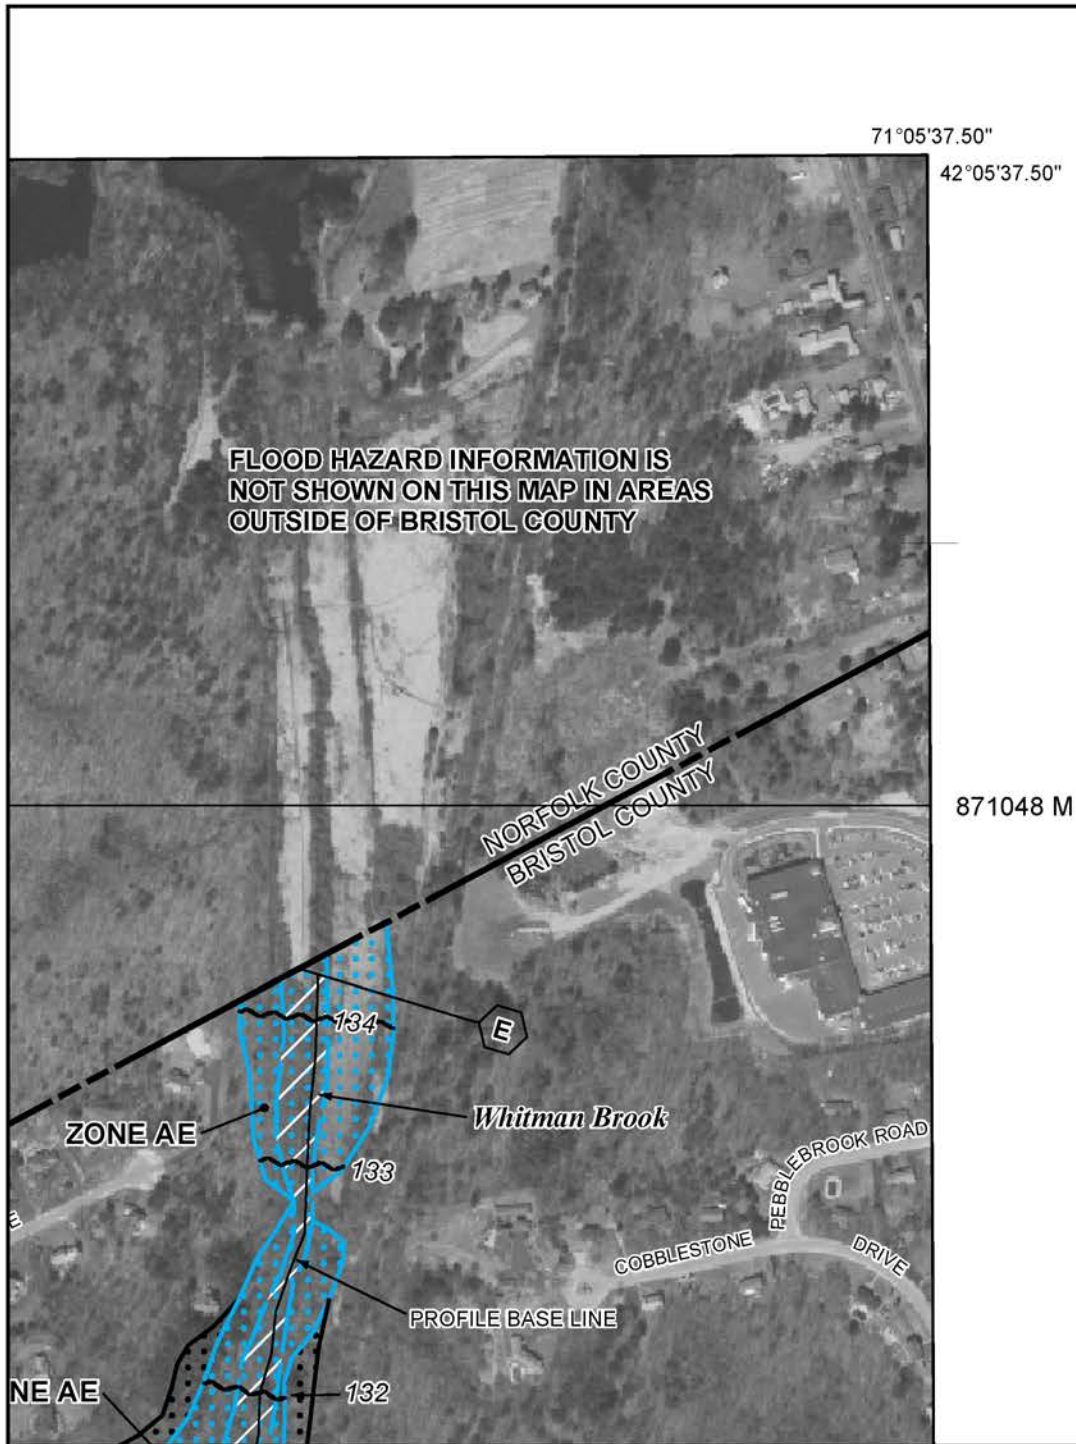 71°05'37.50"
42°05'37.50"
FLOOD HAZARD INFORMATION IS
NOT SHOWN ON THIS MAP IN AREAS
OUTSIDE OF BRISTOL COUNTY
NORFOLK COUNTY
BRISTOL COUNTY
871048 M
134
E
ZONE AE
Whitman Brook
133
PEBBLEBROOK ROAD
E
COBBLESTONE DRIVE
PROFILE BASE LINE
NE AE
132